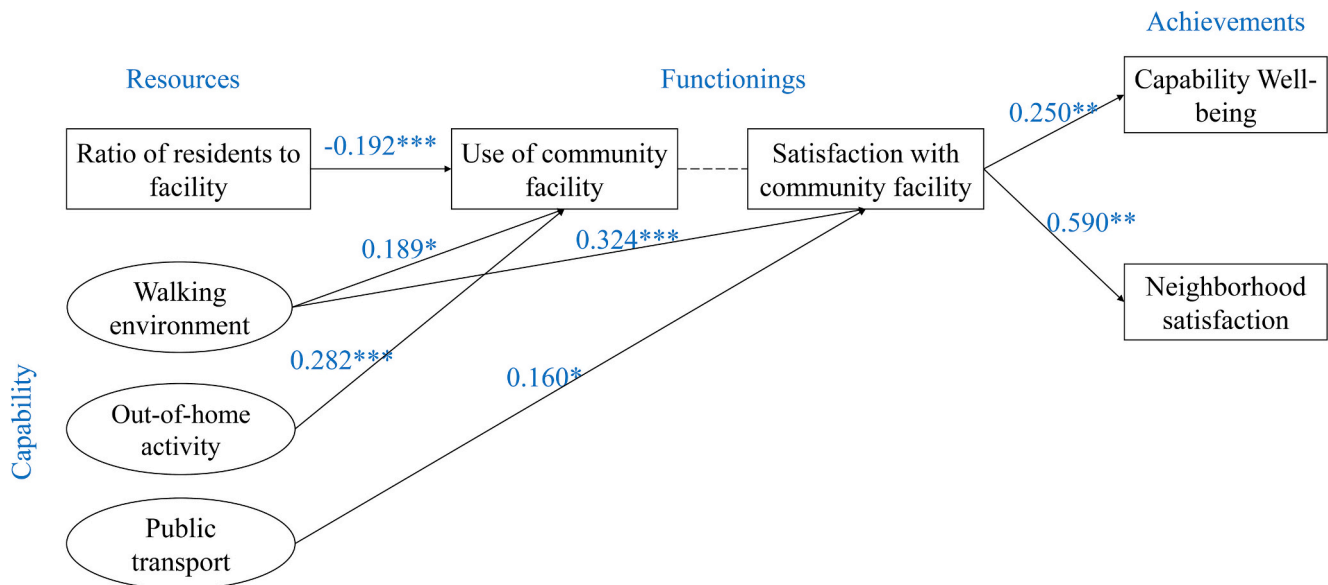 Achievements
Resources
Functionings
Capability Well-
being
0.250**
Ratio of residents to
facility
-0.192***
Use of community
facility
Satisfaction with
community facility
0.590**
0.189*
0.324***
Walking
environment
Neighborhood
satisfaction
0.282***
0.160*
Capability
Out-of-home
activity
Public
transport